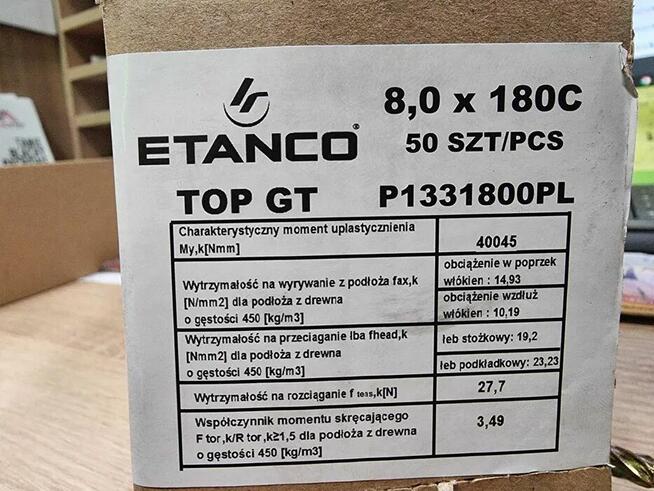 ETANCO®
8,0 x 180C
50 SZT/PCS
TOP GT
P1331800PL
Charakterystyczny moment uplastycznienia
My,k[Nmm]
40045
Wytrzymałość na wyrywanie z podłoża fax,k
[N/mm2] dla podłoża z drewna
o gęstości 450 [kg/m3]
obciążenie w poprzek
włókien : 14,93
obciążenie wzdłuż
włókien : 10,19
Wytrzymałość na przeciąganie łba fhead,k
[Nmm2] dla podłoża z drewna
o gęstości 450 [kg/m3]
łeb stożkowy: 19,2
łeb podkładkowy: 23,23
Wytrzymałość na rozciąganie f tens,k[N]
27,7
Współczynnik momentu skręcającego
F tor,k/R tor,k≥1,5 dla podłoża z drewna
o gęstości 450 [kg/m3]
3,49